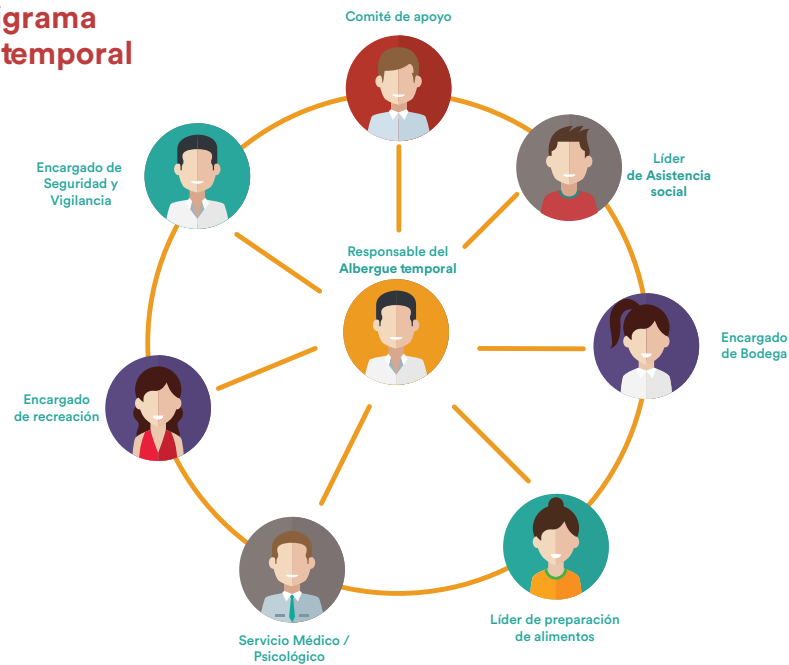 igrama
temporal
Comité de apoyo
Encargado de
Seguridad y
Vigilancia
Líder
de Asistencia
social
Responsable del
Albergue temporal
Encargado
de Bodega
Encargado
de recreación
Líder de preparación
de alimentos
Servicio Médico /
Psicológico